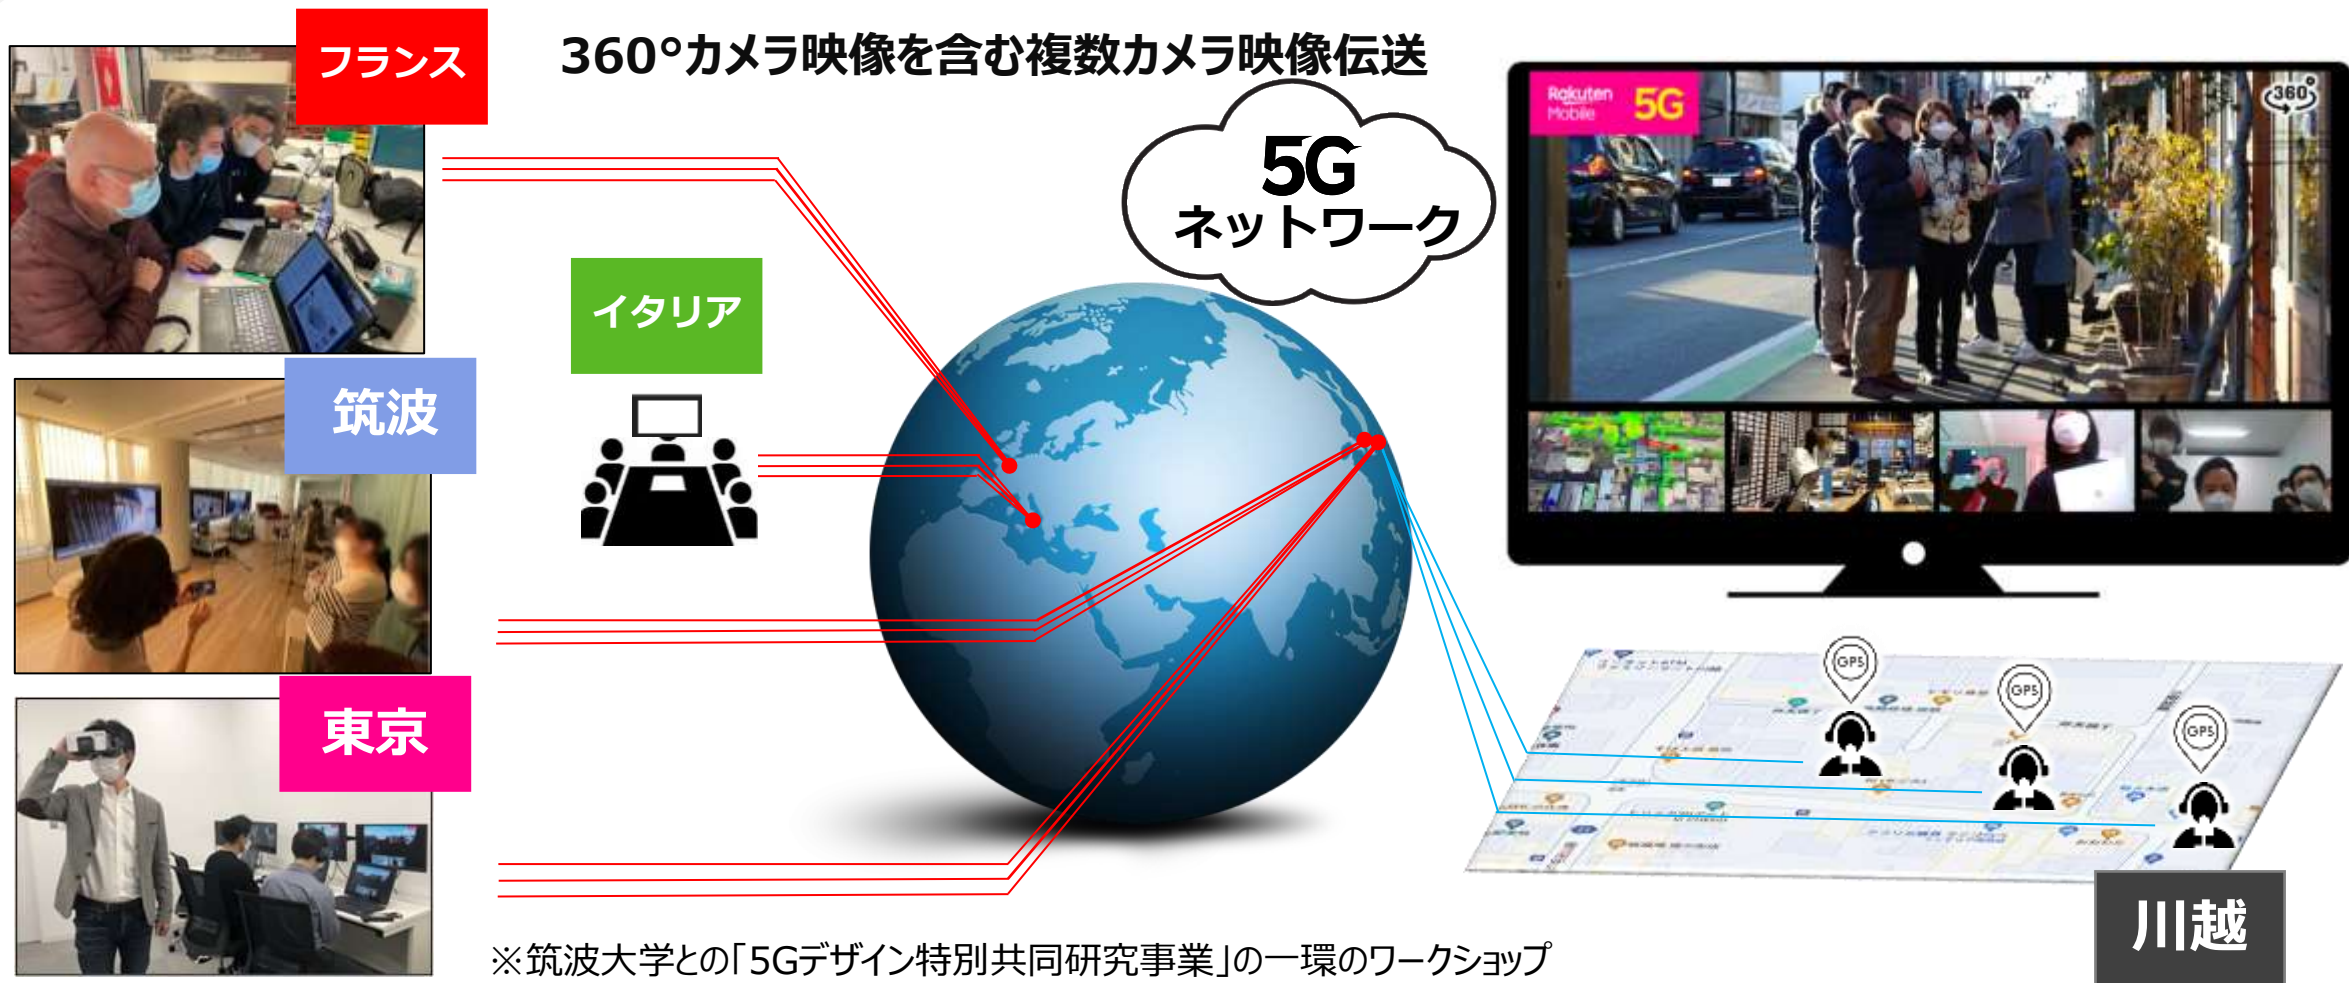 フランス
360°カメラ映像を含む複数カメラ映像伝送
Rakuten
Mobile
5G
360°
5G
ネットワーク
イタリア
筑波
東京
GPS
GPS
GPS
川越
※筑波大学との「5Gデザイン特別共同研究事業」の一環のワークショップ